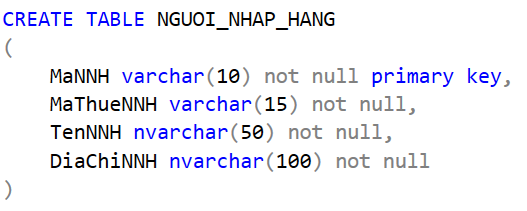 CREATE TABLE NGUOI_NHAP_HANG
(
    MaNNH varchar(10) not null primary key,
    MaThueNNH varchar(15) not null,
    TenNNH nvarchar(50) not null,
    DiaChiNNH nvarchar(100) not null
)